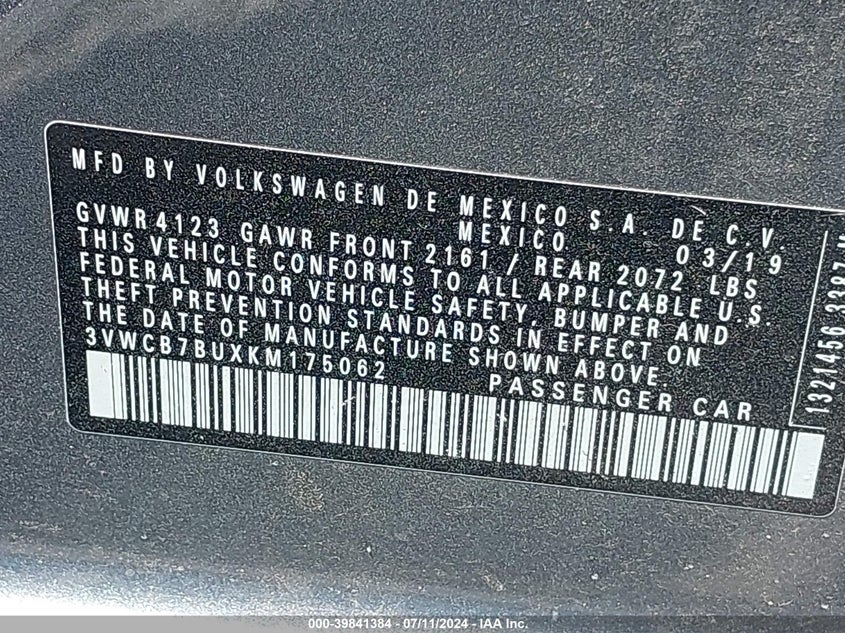 MFD BY VOLKSWAGEN DE MEXICO S.A. DE C.V.
MEXICO 03/19
GVWR 4123 GAWR FRONT 2161 / REAR 2072 LBS
THIS VEHICLE CONFORMS TO ALL APPLICABLE U.S.
FEDERAL MOTOR VEHICLE SAFETY, BUMPER AND
THEFT PREVENTION STANDARDS IN EFFECT ON
THE DATE OF MANUFACTURE SHOWN ABOVE.
3VWCB7BUXKM175062 PASSENGER CAR
1321456 3387
000-39841384 - 07/11/2024 - IAA Inc.